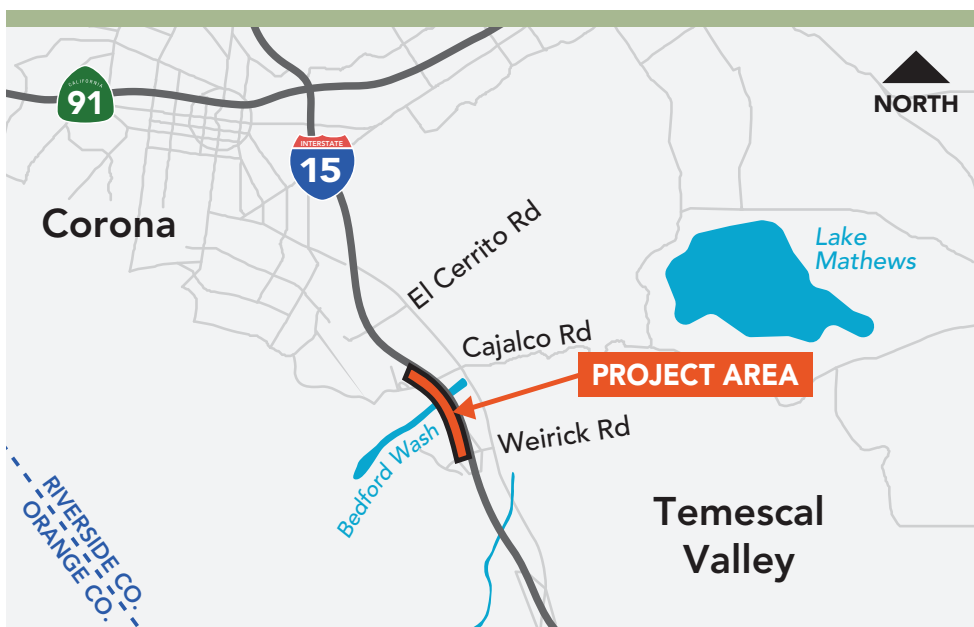 CALIFORNIA
91
NORTH
INTERSTATE
15
Corona
El Cerrito Rd
Lake
Mathews
Cajalco Rd
PROJECT AREA
Weirick Rd
Bedford Wash
RIVERSIDE CO.
ORANGE CO.
Temescal
Valley